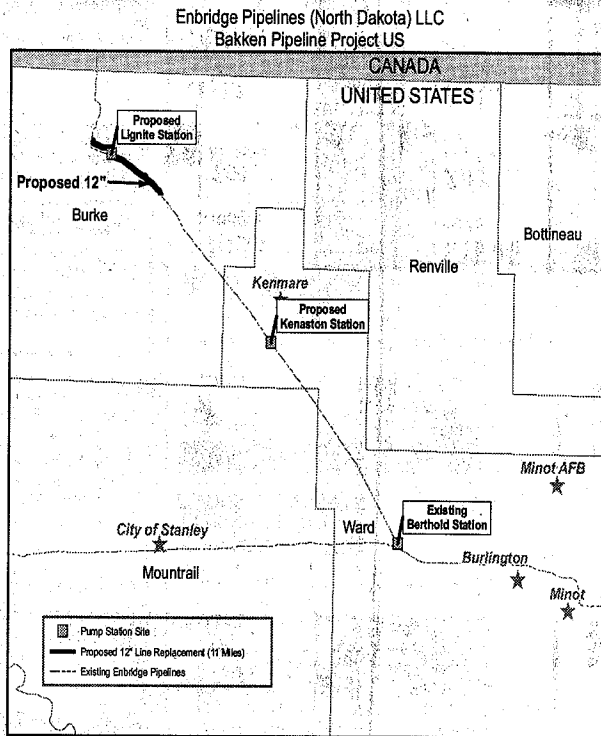 Enbridge Pipelines (North Dakota) LLC
Bakken Pipeline Project US
CANADA
UNITED STATES
Proposed
Lignite Station
Proposed 12"
Burke
Bottineau
Renville
Kenmare
Proposed
Kenaston Station
Minot AFB
Existing
Berthold Station
City of Stanley
Ward
Burlington
Mountrail
Minot
Pump Station Site
Proposed 12" Line Replacement (11 Miles)
Existing Enbridge Pipelines